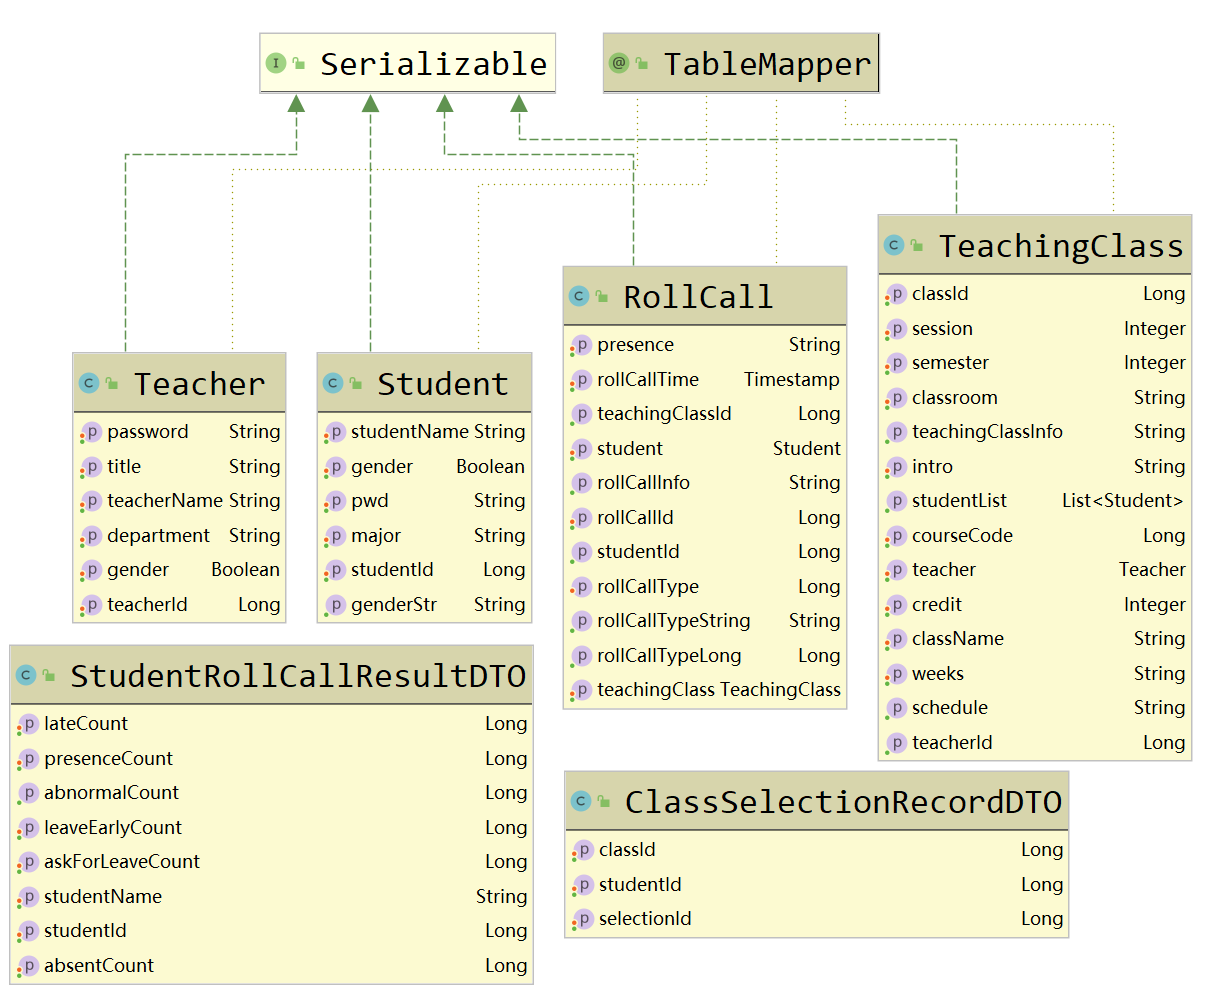 I Serializable
@ TableMapper
C TeachingClass
p classId Long
p session Integer
p semester Integer
p classroom String
p teachingClassInfo String
p intro String
p studentList List<Student>
p courseCode Long
p teacher Teacher
p credit Integer
p className String
p weeks String
p schedule String
p teacherId Long
C RollCall
p presence String
p rollCallTime Timestamp
p teachingClassId Long
p student Student
p rollCallInfo String
p rollCallId Long
p studentId Long
p rollCallType Long
p rollCallTypeString String
p rollCallTypeLong Long
p teachingClass TeachingClass
C Teacher
p password String
p title String
p teacherName String
p department String
p gender Boolean
p teacherId Long
C Student
p studentName String
p gender Boolean
p pwd String
p major String
p studentId Long
p genderStr String
C StudentRollCallResultDTO
p lateCount Long
p presenceCount Long
p abnormalCount Long
p leaveEarlyCount Long
p askForLeaveCount Long
p studentName String
p studentId Long
p absentCount Long
C ClassSelectionRecordDTO
p classId Long
p studentId Long
p selectionId Long